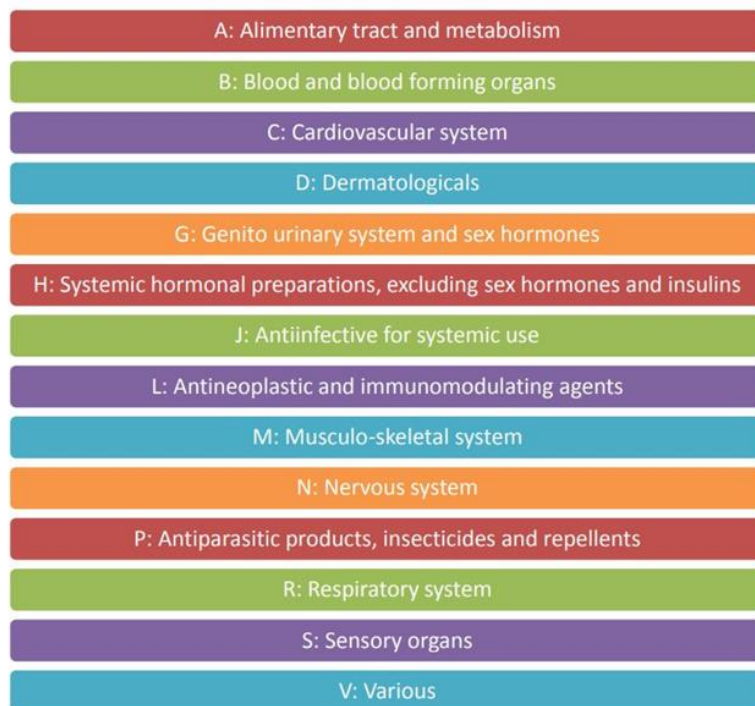 A: Alimentary tract and metabolism
B: Blood and blood forming organs
C: Cardiovascular system
D: Dermatologicals
G: Genito urinary system and sex hormones
H: Systemic hormonal preparations, excluding sex hormones and insulins
J: Antiinfective for systemic use
L: Antineoplastic and immunomodulating agents
M: Musculo-skeletal system
N: Nervous system
P: Antiparasitic products, insecticides and repellents
R: Respiratory system
S: Sensory organs
V: Various